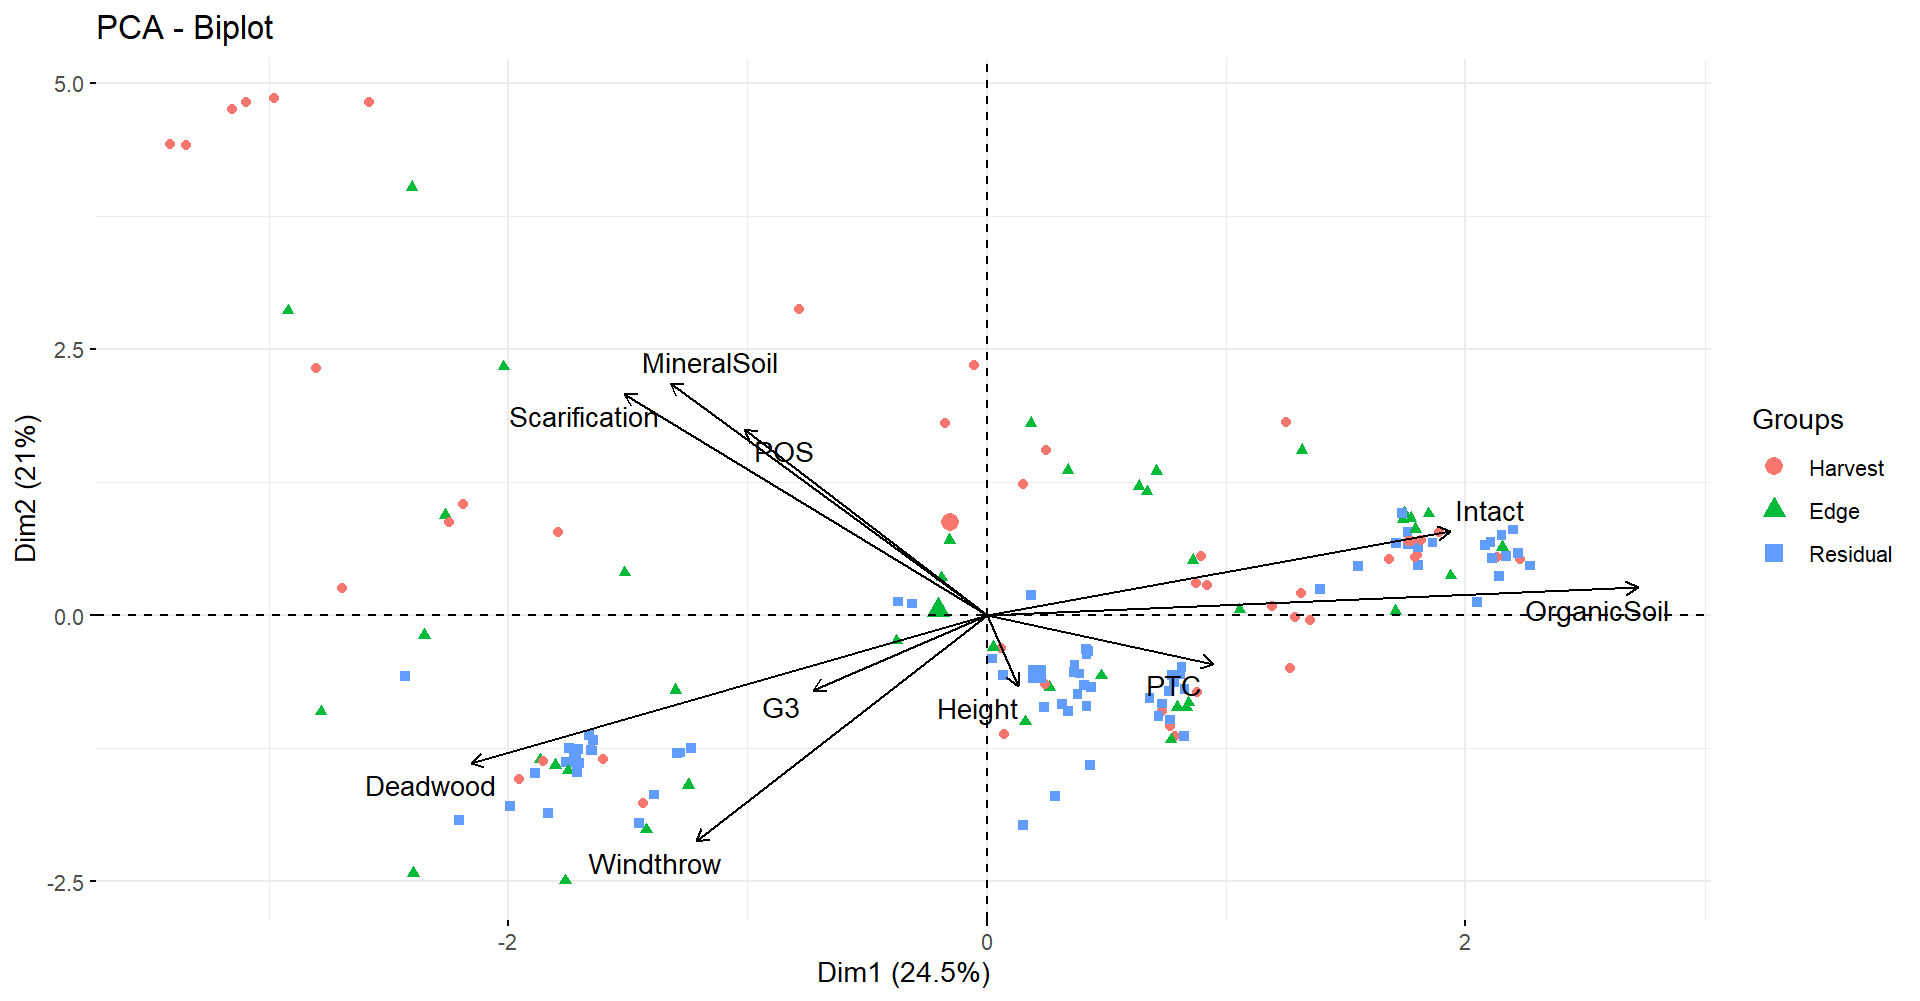 PCA - Biplot
Dim2 (21%)
5.0
2.5
0.0
-2.5
MineralSoil
Scarification
POS
Intact
OrganicSoil
PTC
Height
G3
Deadwood
Windthrow
-2
0
2
Dim1 (24.5%)
Groups
Harvest
Edge
Residual